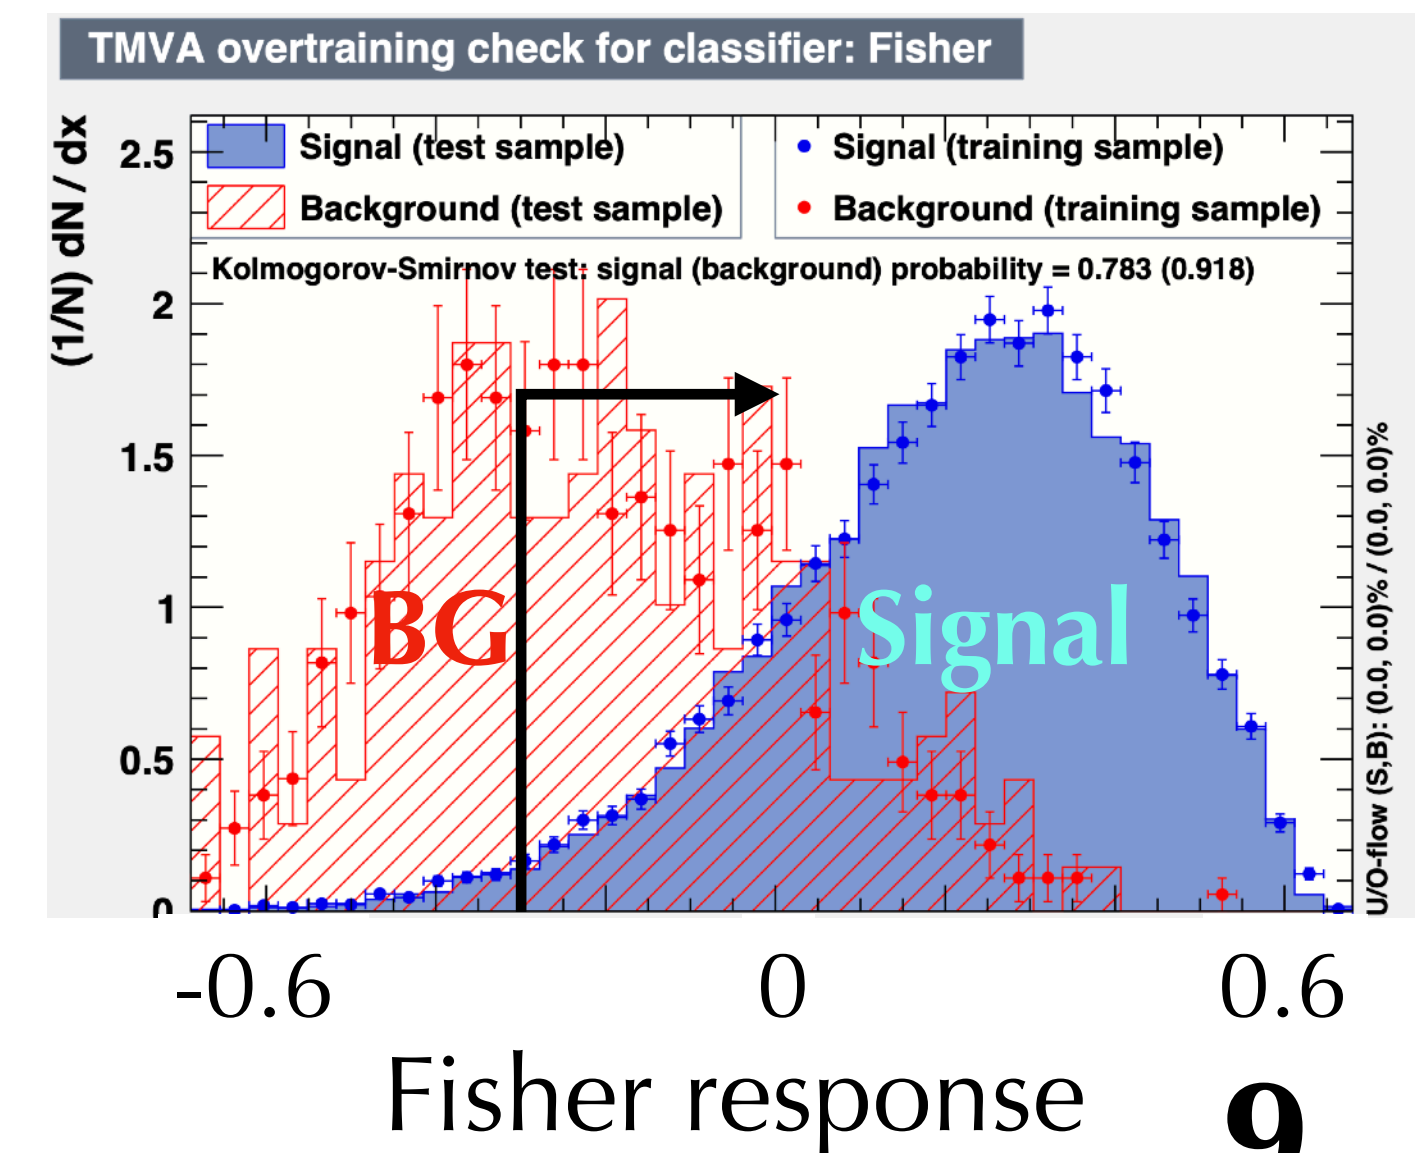 TMVA overtraining check for classifier: Fisher
(1/N) dN / dx
2.5
2
1.5
1
0.5
0
Signal (test sample)
Background (test sample)
Signal (training sample)
Background (training sample)
Kolmogorov-Smirnov test: signal (background) probability = 0.783 (0.918)
BG
Signal
U/O-flow (S,B): (0.0, 0.0)% / (0.0, 0.0)%
-0.6
0
0.6
Fisher response
9